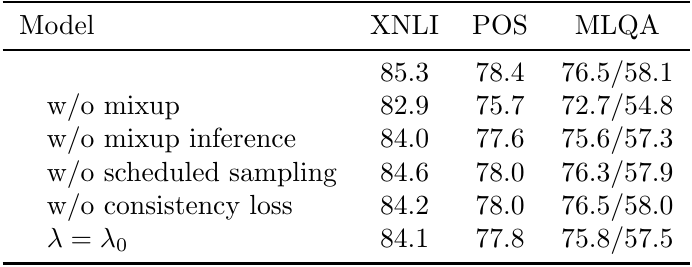 Model XNLI POS MLQA
85.3 78.4 76.5/58.1
w/o mixup 82.9 75.7 72.7/54.8
w/o mixup inference 84.0 77.6 75.6/57.3
w/o scheduled sampling 84.6 78.0 76.3/57.9
w/o consistency loss 84.2 78.0 76.5/58.0
λ = λ₀ 84.1 77.8 75.8/57.5